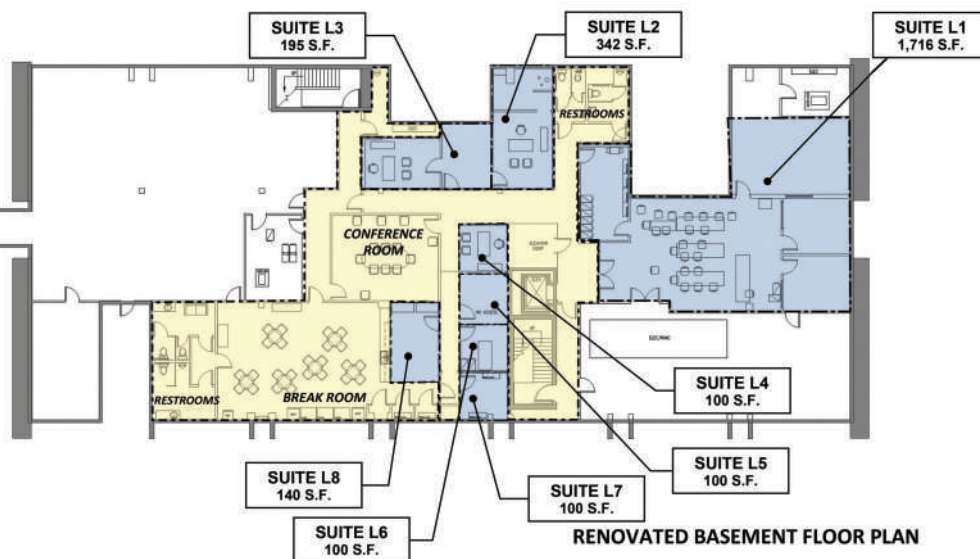 SUITE L3
195 S.F.
SUITE L2
342 S.F.
SUITE L1
1,716 S.F.
RESTROOMS
CONFERENCE
ROOM
RESTROOMS
BREAK ROOM
SUITE L4
100 S.F.
SUITE L5
100 S.F.
SUITE L8
140 S.F.
SUITE L7
100 S.F.
SUITE L6
100 S.F.
RENOVATED BASEMENT FLOOR PLAN